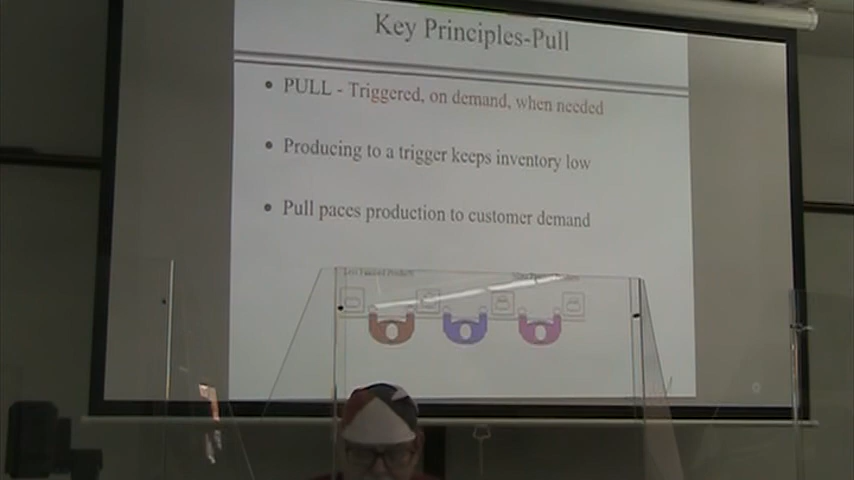 Key Principles-Pull
• PULL - Triggered, on demand, when needed
• Producing to a trigger keeps inventory low
• Pull paces production to customer demand